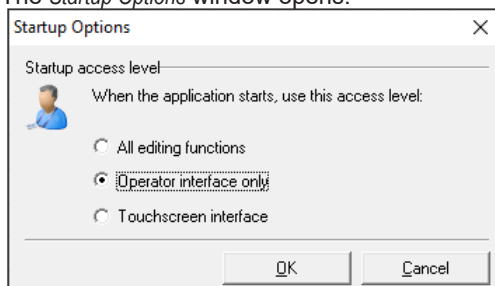 The Startup Options window opens:
Startup Options
Startup access level
When the application starts, use this access level:
All editing functions
Operator interface only
Touchscreen interface
OK
Cancel